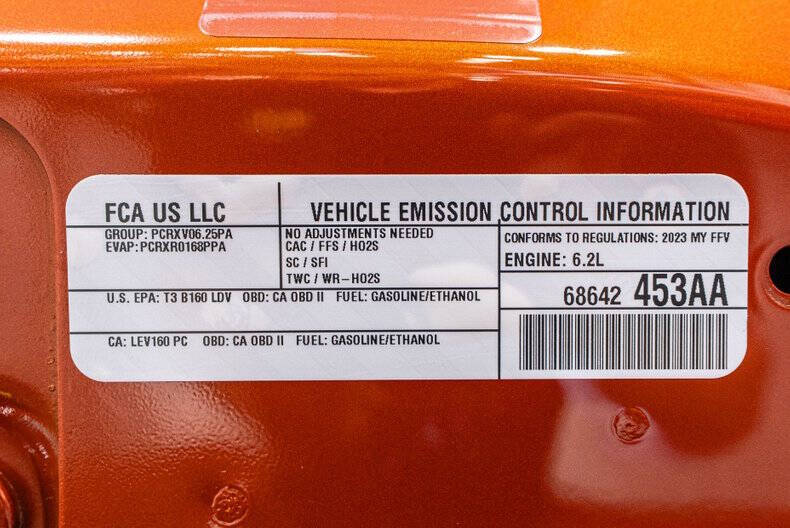 FCA US LLC
VEHICLE EMISSION CONTROL INFORMATION
GROUP: PCRXV06.25PA
EVAP: PCRXR0168PPA
NO ADJUSTMENTS NEEDED
CAC / FFS / HO2S
SC / SFI
TWC / WR-HO2S
CONFORMS TO REGULATIONS: 2023 MY FFV
ENGINE: 6.2L
68642 453AA
U.S. EPA: T3 B160 LDV OBD: CA OBD II FUEL: GASOLINE/ETHANOL
CA: LEV160 PC OBD: CA OBD II FUEL: GASOLINE/ETHANOL